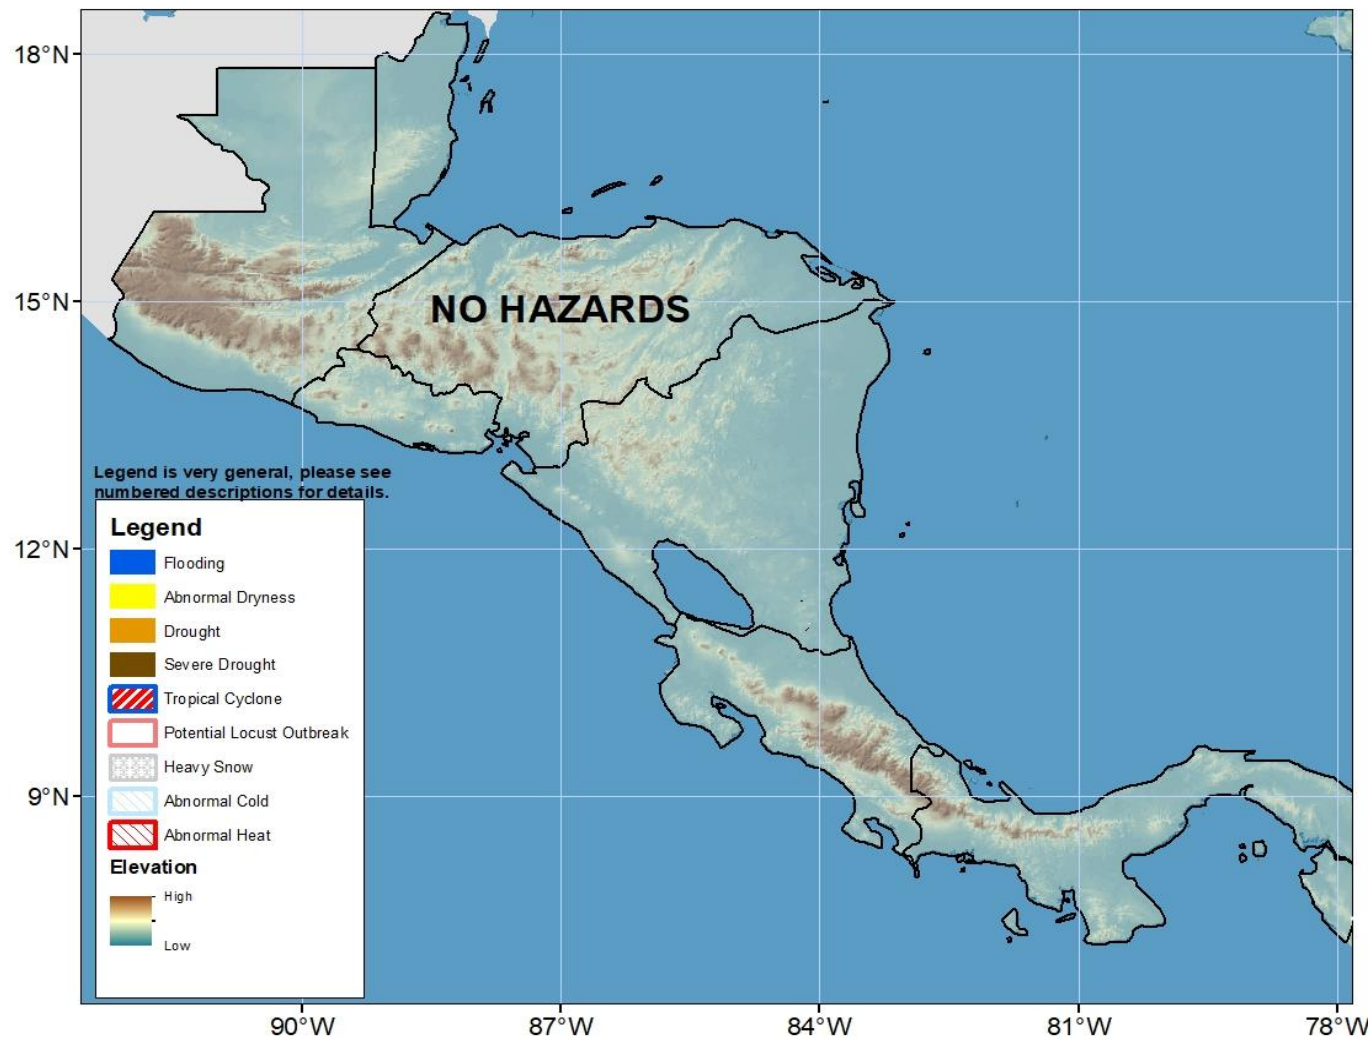 18°N
15°N
12°N
9°N
NO HAZARDS
Legend is very general, please see
numbered descriptions for details.
Legend
Flooding
Abnormal Dryness
Drought
Severe Drought
Tropical Cyclone
Potential Locust Outbreak
Heavy Snow
Abnormal Cold
Abnormal Heat
Elevation
High
Low
90°W
87°W
84°W
81°W
78°W